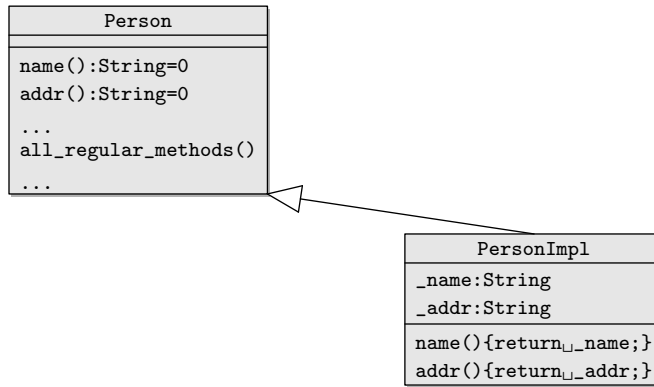 Person
name():String=0
addr():String=0
...
all_regular_methods()
...
PersonImpl
_name:String
_addr:String
name(){return␣_name;}
addr(){return␣_addr;}